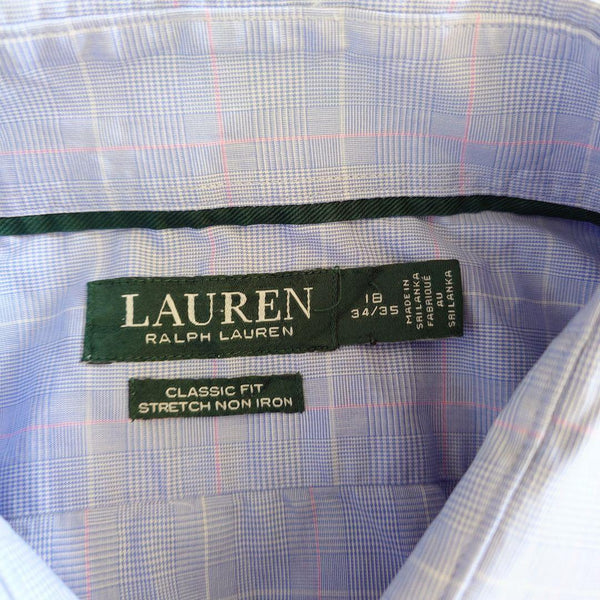 LAUREN
RALPH LAUREN
18
34/35
MADE IN
SRI LANKA
FABRIQUÉ
AU
SRI LANKA
CLASSIC FIT
STRETCH NON IRON